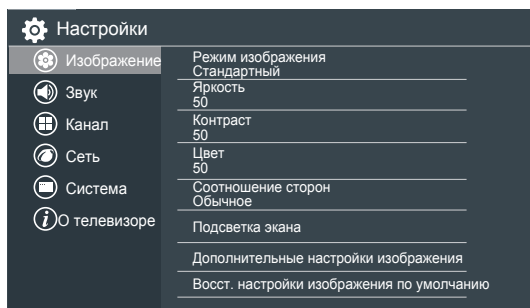 Настройки
Изображение
Звук
Канал
Сеть
Система
О телевизоре
Режим изображения
Стандартный
Яркость
50
Контраст
50
Цвет
50
Соотношение сторон
Обычное
Подсветка экана
Дополнительные настройки изображения
Восст. настройки изображения по умолчанию